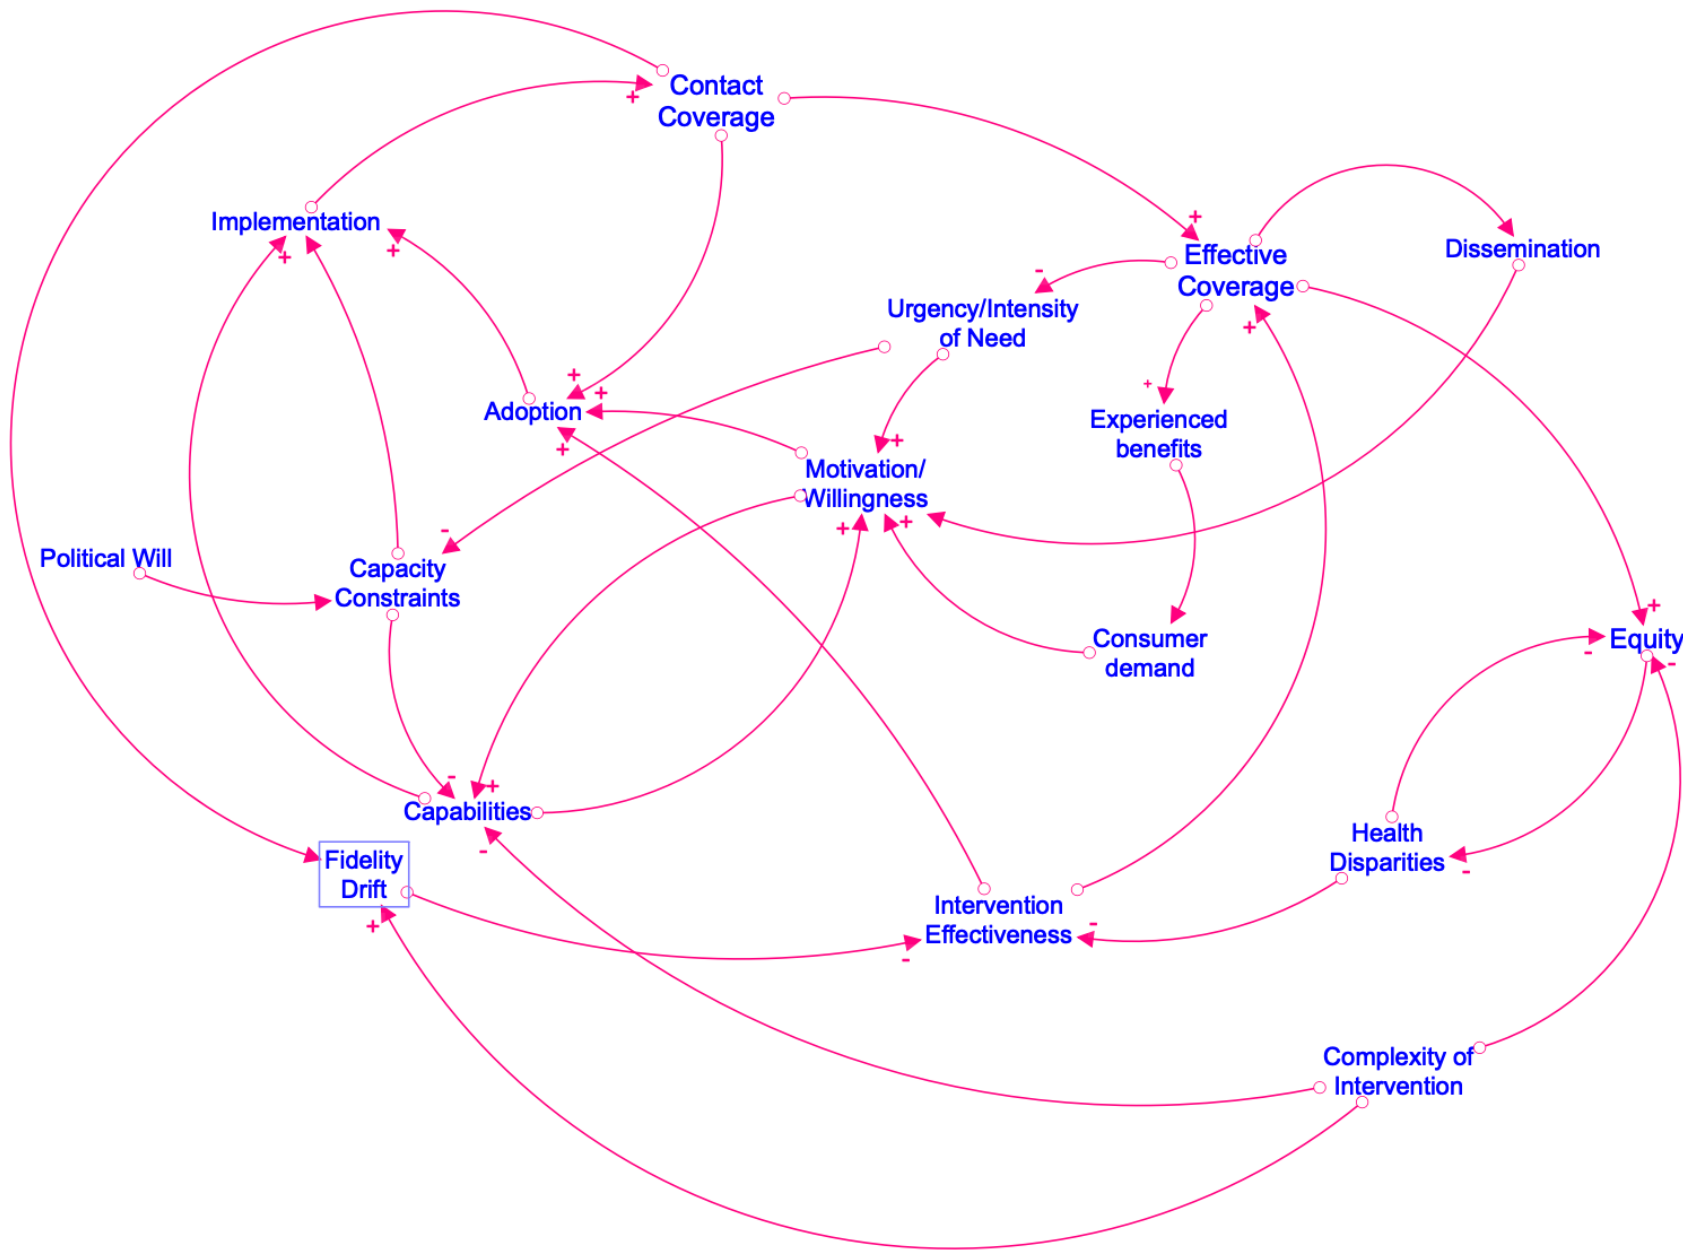 Contact
Coverage
+
Implementation
+
+
+
Effective
Coverage
+
Dissemination
-
Urgency/Intensity
of Need
+
+
Adoption
+
+
Experienced
benefits
+
Motivation/
Willingness
+
+
-
Political Will
Capacity
Constraints
Consumer
demand
+
Equity
-
-
-
+
Capabilities
-
Fidelity
Drift
+
Health
Disparities
-
Intervention
Effectiveness
-
-
Complexity of
Intervention